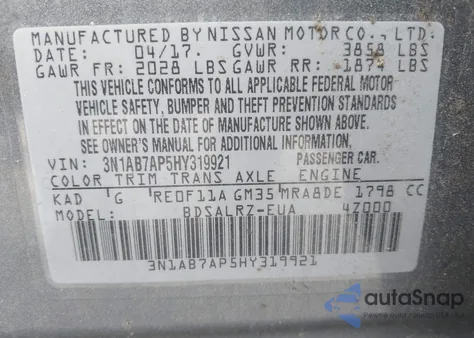 MANUFACTURED BY NISSAN MOTOR CO., LTD.
DATE: 04/17. GVWR: 3858 LBS
GAWR FR: 2028 LBS GAWR RR: 1874 LBS
THIS VEHICLE CONFORMS TO ALL APPLICABLE FEDERAL MOTOR
VEHICLE SAFETY, BUMPER AND THEFT PREVENTION STANDARDS
IN EFFECT ON THE DATE OF MANUFACTURE SHOWN ABOVE.
SEE OWNER'S MANUAL FOR ADDITIONAL INFORMATION.
VIN: 3N1AB7AP5HY319921 PASSENGER CAR.
COLOR TRIM TRANS AXLE ENGINE
KAD G RE0F11A GM35 MRA8DE 1798 CC
MODEL: BDSALRZ-EUA 47000
3N1AB7AP5HY319921
autoSnap